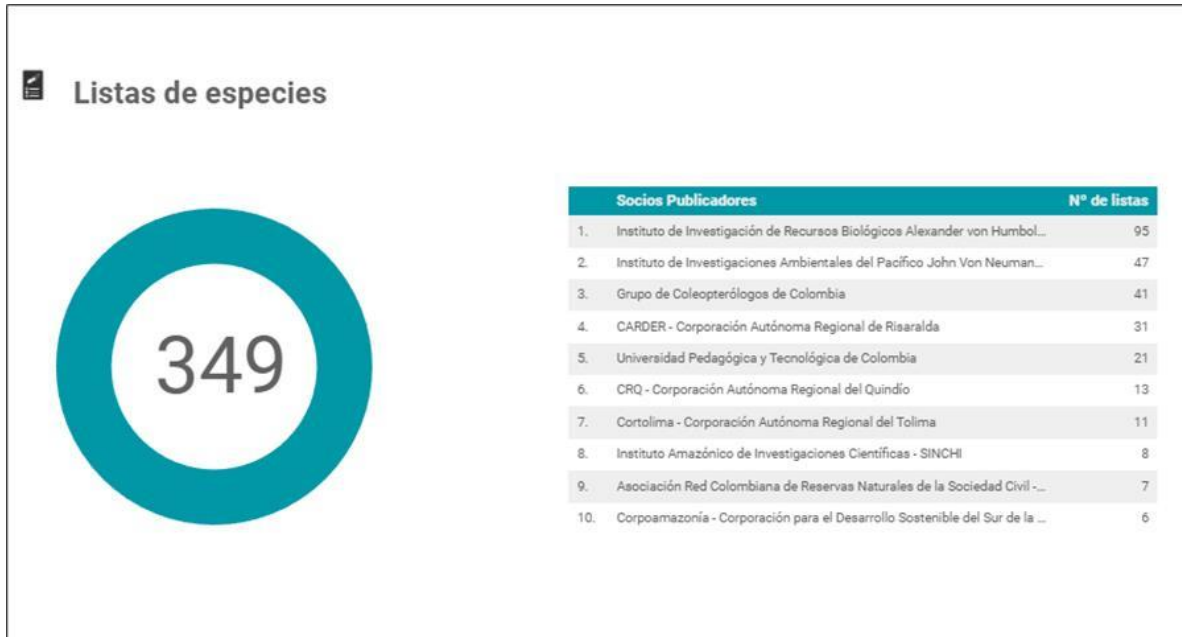 Listas de especies
349
Socios Publicadores Nº de listas
1. Instituto de Investigación de Recursos Biológicos Alexander von Humbol... 95
2. Instituto de Investigaciones Ambientales del Pacífico John Von Neuman... 47
3. Grupo de Coleopterólogos de Colombia 41
4. CARDER - Corporación Autónoma Regional de Risaralda 31
5. Universidad Pedagógica y Tecnológica de Colombia 21
6. CRQ - Corporación Autónoma Regional del Quindío 13
7. Cortolima - Corporación Autónoma Regional del Tolima 11
8. Instituto Amazónico de Investigaciones Científicas - SINCHI 8
9. Asociación Red Colombiana de Reservas Naturales de la Sociedad Civil -... 7
10. Corpoamazonía - Corporación para el Desarrollo Sostenible del Sur de la ... 6